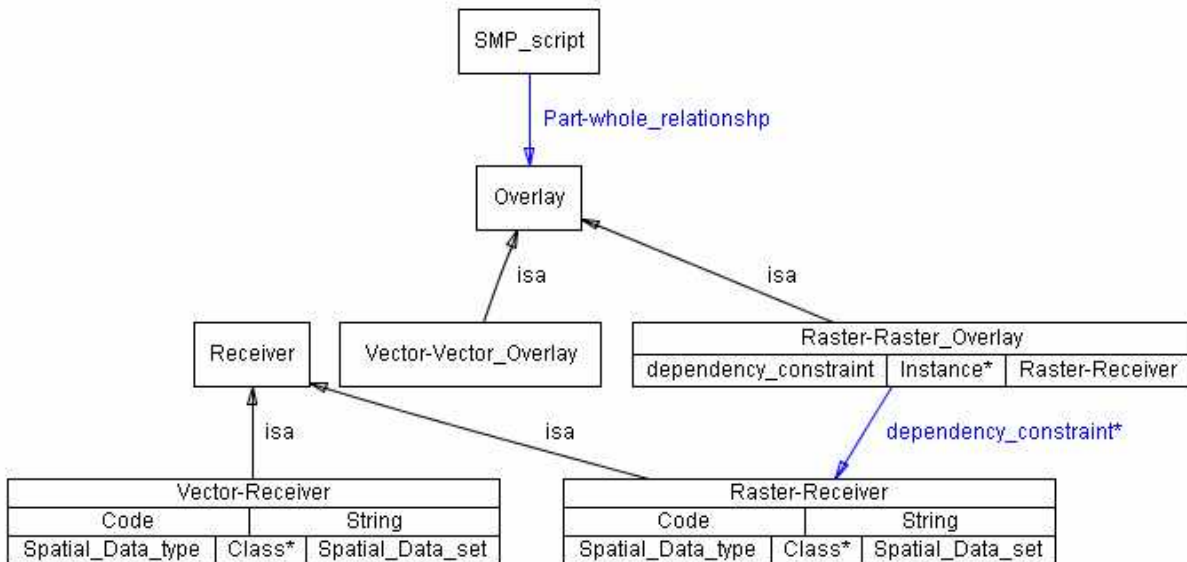 SMP_script
Part-whole_relationshp
Overlay
isa
isa
Receiver
Vector-Vector_Overlay
Raster-Raster_Overlay
dependency_constraint Instance* Raster-Receiver
isa
isa
dependency_constraint*
Vector-Receiver
Code String
Spatial_Data_type Class* Spatial_Data_set
Raster-Receiver
Code String
Spatial_Data_type Class* Spatial_Data_set